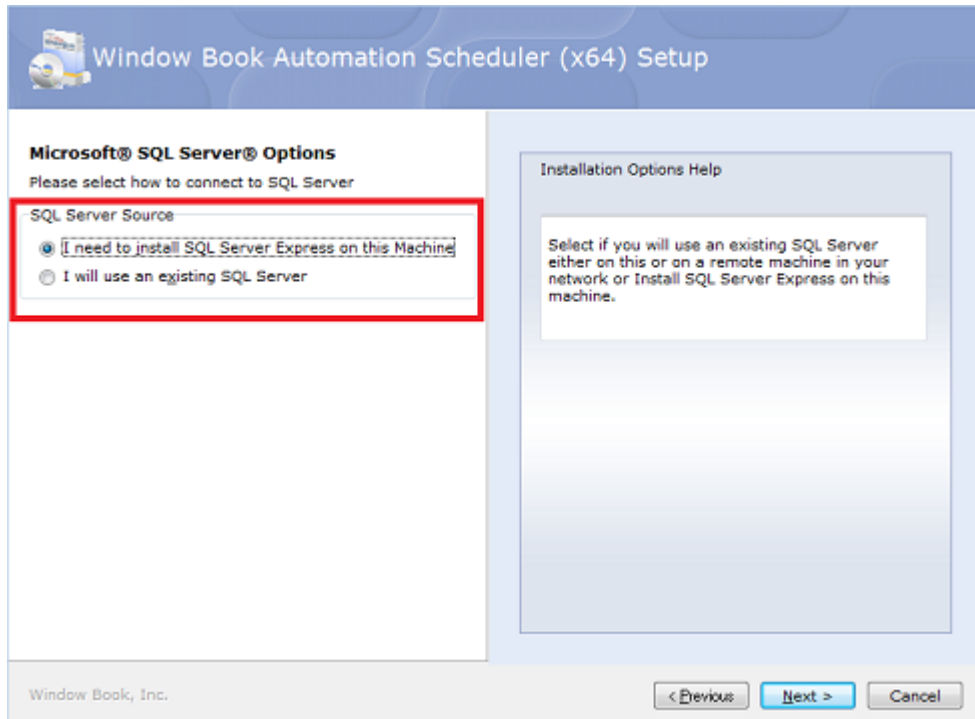 Window Book Automation Scheduler (x64) Setup
Microsoft® SQL Server® Options
Please select how to connect to SQL Server
SQL Server Source
I need to install SQL Server Express on this Machine
I will use an existing SQL Server
Installation Options Help
Select if you will use an existing SQL Server
either on this or on a remote machine in your
network or Install SQL Server Express on this
machine.
Window Book, Inc.
< Previous
Next >
Cancel